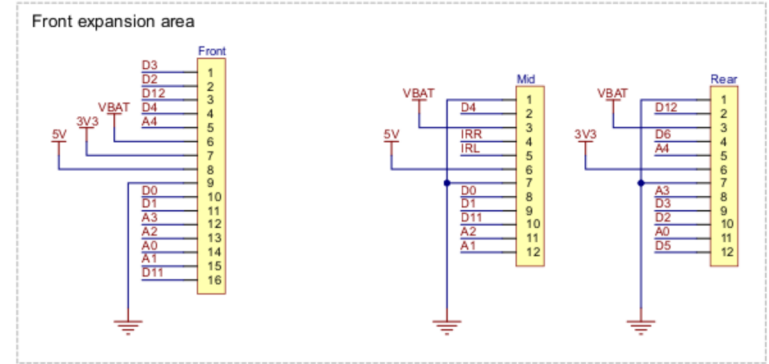 Front expansion area
Front
D3 1
D2 2
D12 3
D4 4
A4 5
VBAT 6
3V3 7
5V 8
9
D0 10
D1 11
A3 12
A2 13
A0 14
A1 15
D11 16
Mid
1
D4 2
VBAT 3
IRR 4
IRL 5
5V 6
7
D0 8
D1 9
D11 10
A2 11
A1 12
Rear
1
D12 2
VBAT 3
D6 4
A4 5
3V3 6
7
A3 8
D3 9
D2 10
A0 11
D5 12